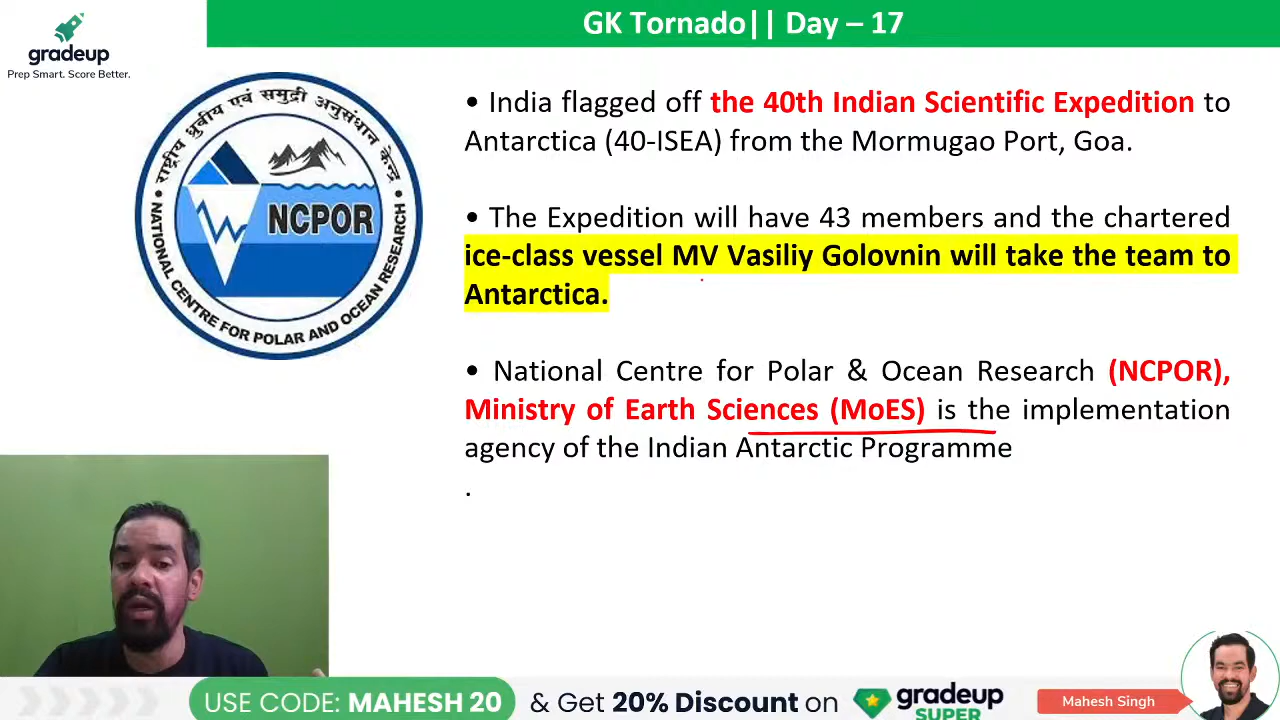 gradeup
Prep Smart. Score Better.
GK Tornado|| Day – 17
राष्ट्रीय ध्रुवीय एवं समुद्री अनुसंधान केन्द्र
NCPOR
NATIONAL CENTRE FOR POLAR AND OCEAN RESEARCH
• India flagged off the 40th Indian Scientific Expedition to
Antarctica (40-ISEA) from the Mormugao Port, Goa.
• The Expedition will have 43 members and the chartered
ice-class vessel MV Vasiliy Golovnin will take the team to
Antarctica.
• National Centre for Polar & Ocean Research (NCPOR),
Ministry of Earth Sciences (MoES) is the implementation
agency of the Indian Antarctic Programme
.
USE CODE: MAHESH 20 & Get 20% Discount on
gradeup
SUPER
Mahesh Singh